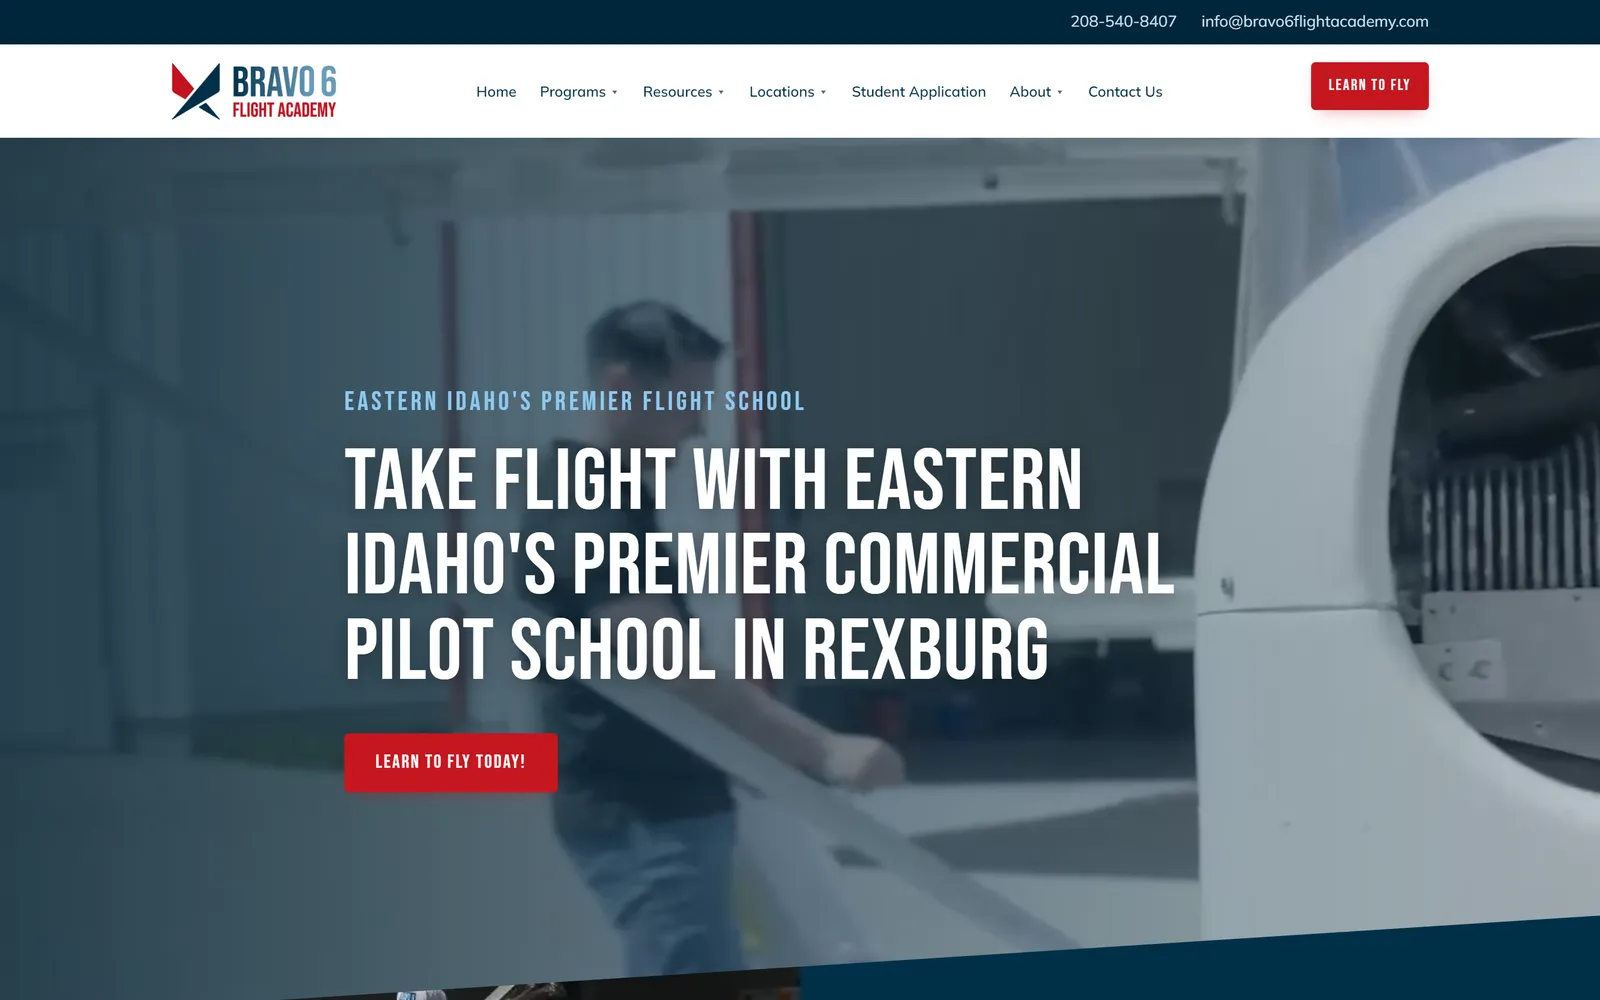 208-540-8407 info@bravo6flightacademy.com
BRAVO 6
FLIGHT ACADEMY
Home Programs Resources Locations Student Application About Contact Us
LEARN TO FLY
EASTERN IDAHO'S PREMIER FLIGHT SCHOOL
TAKE FLIGHT WITH EASTERN
IDAHO'S PREMIER COMMERCIAL
PILOT SCHOOL IN REXBURG
LEARN TO FLY TODAY!